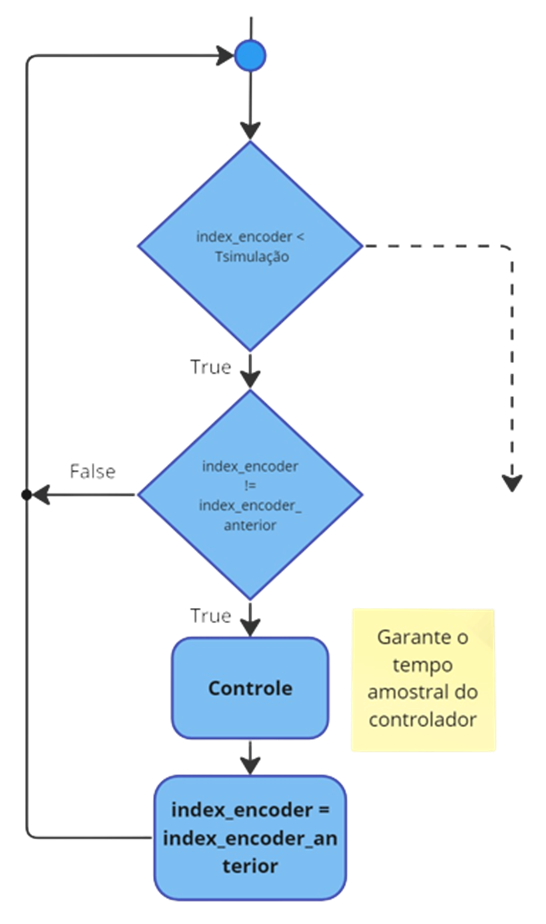 index_encoder <
Tsimulação
True
index_encoder
!=
index_encoder_
anterior
False
True
Controle
Garante o
tempo
amostral do
controlador
index_encoder =
index_encoder_an
terior